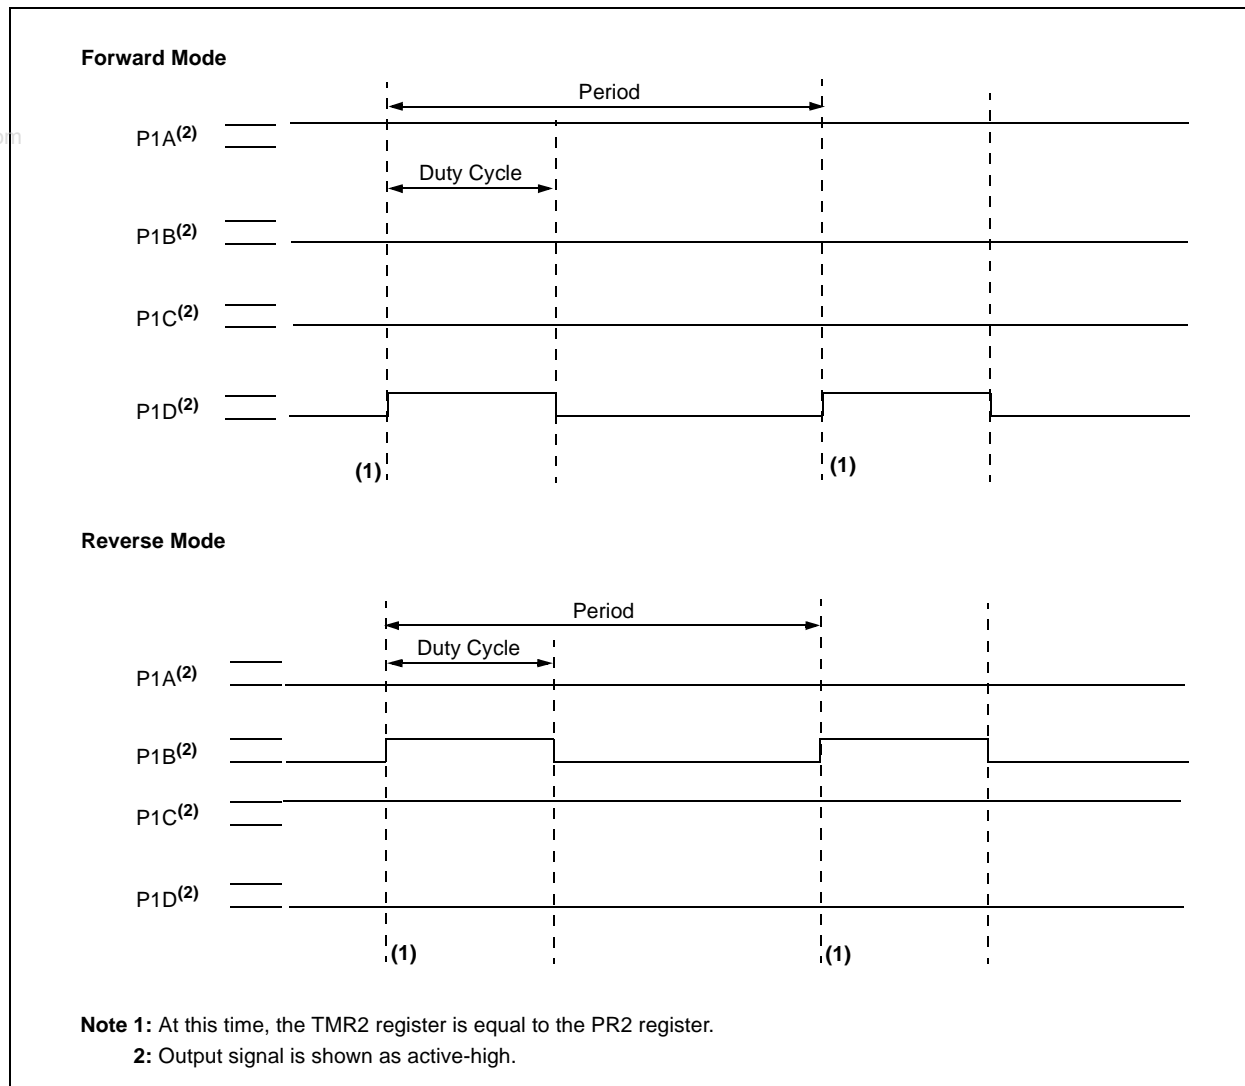 Forward Mode
Period
om
P1A(2)
Duty Cycle
P1B(2)
P1C(2)
P1D(2)
(1)
(1)
Reverse Mode
Period
Duty Cycle
P1A(2)
P1B(2)
P1C(2)
P1D(2)
(1)
(1)
Note 1: At this time, the TMR2 register is equal to the PR2 register.
2: Output signal is shown as active-high.